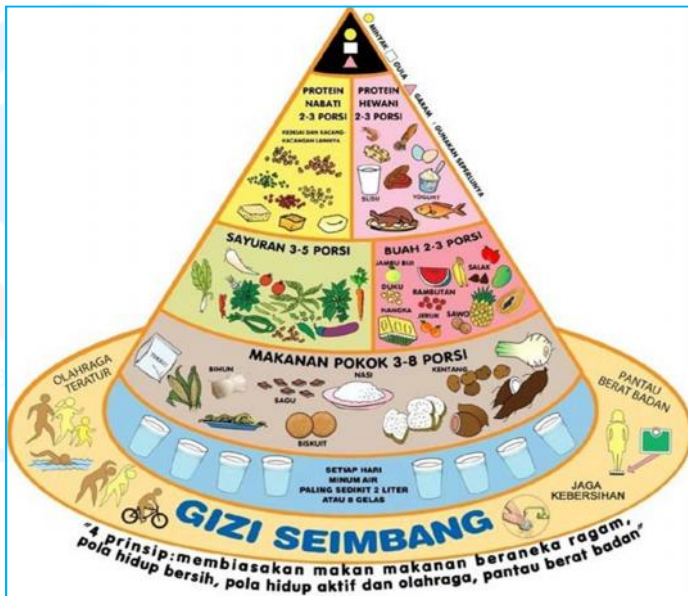 MINYAK
GULA
GARAM : GUNAKAN SEPERLUNYA
PROTEIN
NABATI
2-3 PORSI
KEDELAI DAN KACANG-
KACANGAN LAINNYA
PROTEIN
HEWANI
2-3 PORSI
SUSU
YOGURT
SAYURAN 3-5 PORSI
BUAH 2-3 PORSI
JAMBU BIJI
SALAK
DUKU
RAMBUTAN
NANGKA
JERUK
SAWO
MAKANAN POKOK 3-8 PORSI
BIHUN
SAGU
NASI
KENTANG
BISKUIT
OLAHRAGA
TERATUR
PANTAU
BERAT BADAN
SETIAP HARI
MINUM AIR
PALING SEDIKIT 2 LITER
ATAU 8 GELAS
JAGA
KEBERSIHAN
GIZI SEIMBANG
"4 prinsip:membiasakan makan makanan beraneka ragam,
pola hidup bersih, pola hidup aktif dan olahraga, pantau berat badan"